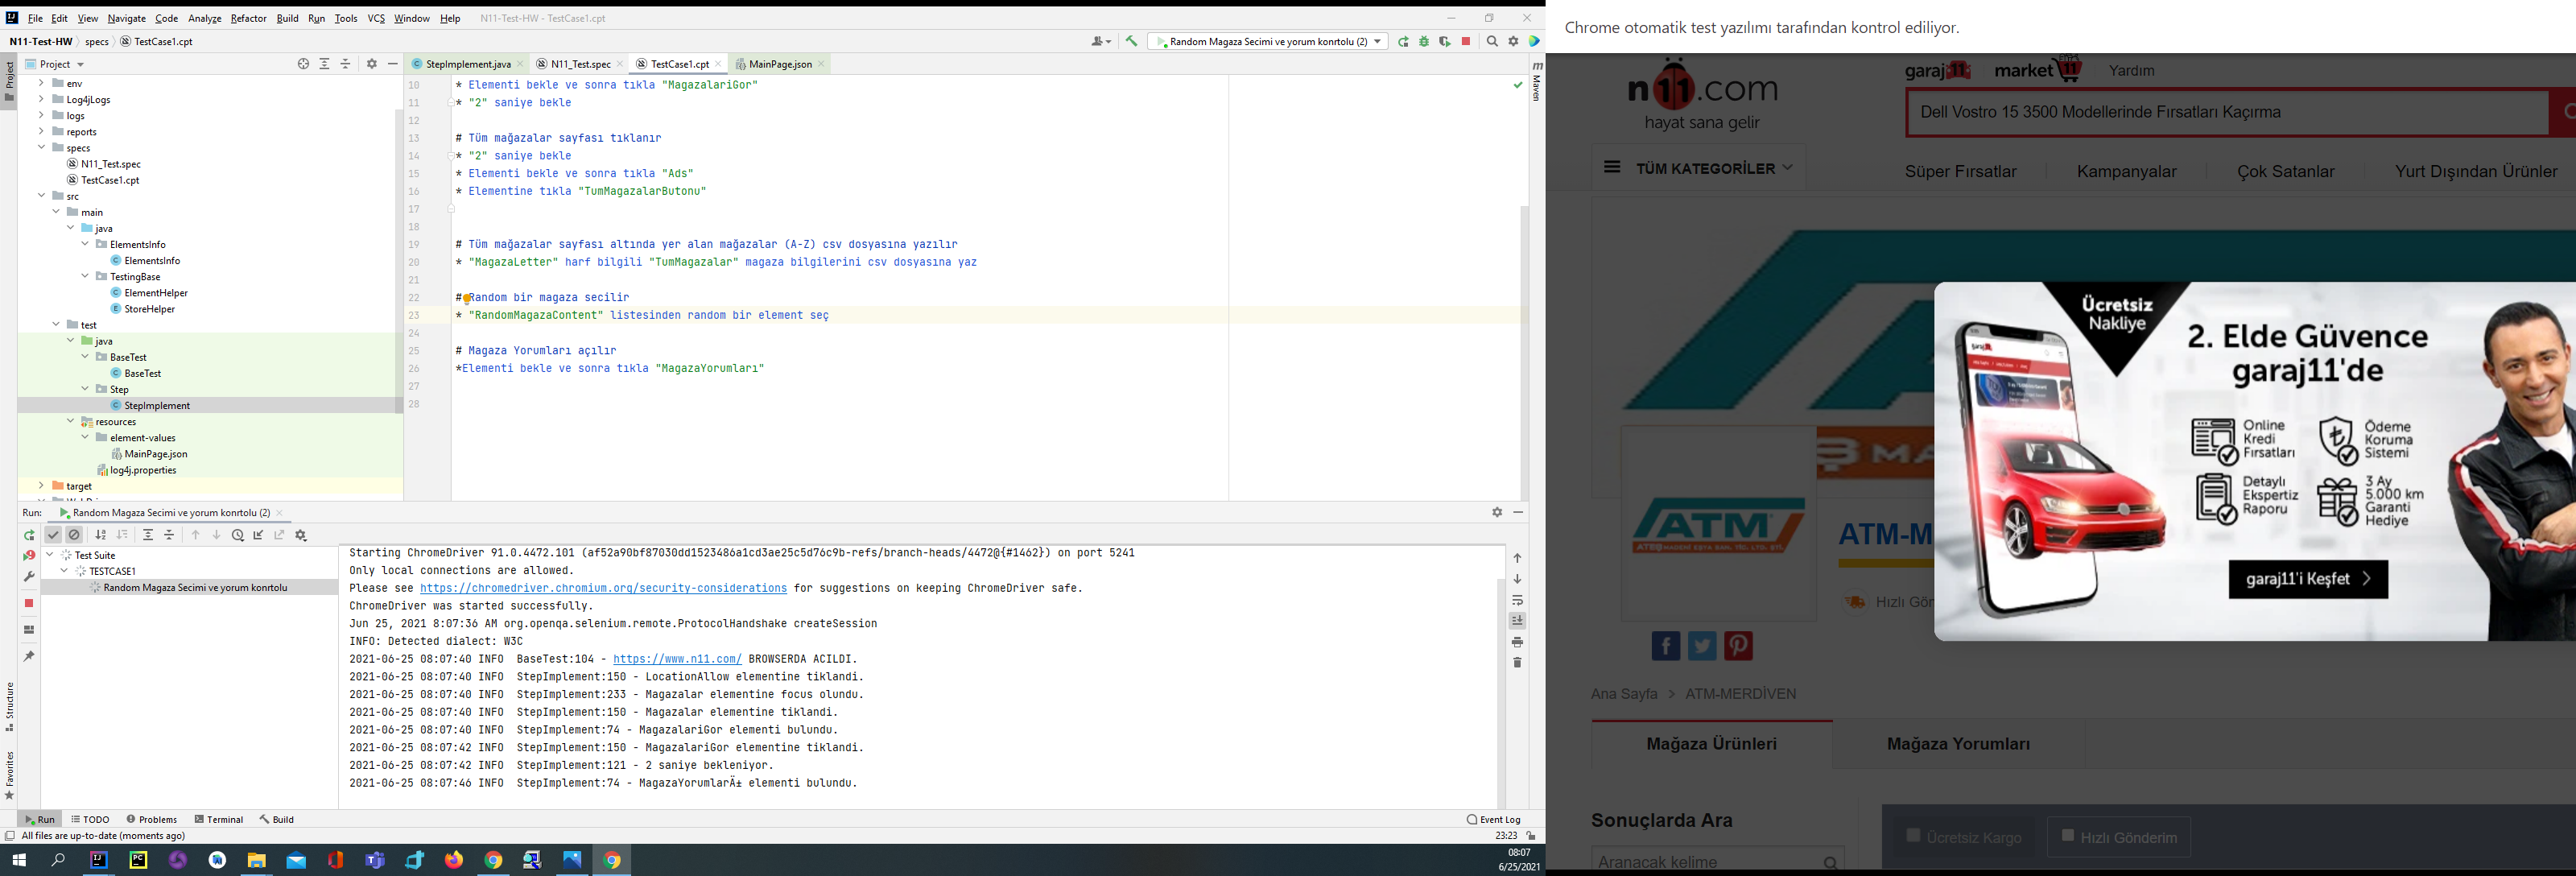 File Edit View Navigate Code Analyze Refactor Build Run Tools VCS Window Help N11-Test-HW - TestCase1.cpt
N11-Test-HW specs TestCase1.cpt
Random Magaza Secimi ve yorum konrtolu (2)
Project
StepImplement.java N11_Test.spec TestCase1.cpt MainPage.json
Project
Structure
Favorites
Maven
env
Log4jLogs
logs
reports
specs
N11_Test.spec
TestCase1.cpt
src
main
java
ElementsInfo
ElementsInfo
TestingBase
ElementHelper
StoreHelper
test
java
BaseTest
BaseTest
Step
StepImplement
resources
element-values
MainPage.json
log4j.properties
target
10 * Elementi bekle ve sonra tıkla "MagazalariGor"
11 * "2" saniye bekle
12
13 # Tüm mağazalar sayfası tıklanır
14 * "2" saniye bekle
15 * Elementi bekle ve sonra tıkla "Ads"
16 * Elementine tıkla "TumMagazalarButonu"
17
18
19 # Tüm mağazalar sayfası altında yer alan mağazalar (A-Z) csv dosyasına yazılır
20 * "MagazaLetter" harf bilgili "TumMagazalar" magaza bilgilerini csv dosyasına yaz
21
22 # Random bir magaza secilir
23 * "RandomMagazaContent" listesinden random bir element seç
24
25 # Magaza Yorumları açılır
26 *Elementi bekle ve sonra tıkla "MagazaYorumları"
27
28
Run: Random Magaza Secimi ve yorum konrtolu (2)
Test Suite
TESTCASE1
Random Magaza Secimi ve yorum konrtolu
Starting ChromeDriver 91.0.4472.101 (af52a90bf87030dd1523486a1cd3ae25c5d76c9b-refs/branch-heads/4472@{#1462}) on port 5241
Only local connections are allowed.
Please see https://chromedriver.chromium.org/security-considerations for suggestions on keeping ChromeDriver safe.
ChromeDriver was started successfully.
Jun 25, 2021 8:07:36 AM org.openqa.selenium.remote.ProtocolHandshake createSession
INFO: Detected dialect: W3C
2021-06-25 08:07:40 INFO BaseTest:104 - https://www.n11.com/ BROWSERDA ACILDI.
2021-06-25 08:07:40 INFO StepImplement:150 - LocationAllow elementine tiklandi.
2021-06-25 08:07:40 INFO StepImplement:233 - Magazalar elementine focus olundu.
2021-06-25 08:07:40 INFO StepImplement:150 - Magazalar elementine tiklandi.
2021-06-25 08:07:40 INFO StepImplement:74 - MagazalariGor elementi bulundu.
2021-06-25 08:07:42 INFO StepImplement:150 - MagazalariGor elementine tiklandi.
2021-06-25 08:07:42 INFO StepImplement:121 - 2 saniye bekleniyor.
2021-06-25 08:07:46 INFO StepImplement:74 - MagazaYorumlarÄ± elementi bulundu.
Run TODO Problems Terminal Build Event Log
All files are up-to-date (moments ago) 23:23
08:07
6/25/2021
Chrome otomatik test yazılımı tarafından kontrol ediliyor.
n11.com
hayat sana gelir
garaj11 market 11 Yardım
Dell Vostro 15 3500 Modellerinde Fırsatları Kaçırma
TÜM KATEGORİLER Süper Fırsatlar Kampanyalar Çok Satanlar Yurt Dışından Ürünler
Ücretsiz
Nakliye
2. Elde Güvence
garaj11'de
Online
Kredi
Fırsatları
Ödeme
Koruma
Sistemi
Detaylı
Ekspertiz
Raporu
3 Ay
5.000 km
Garanti
Hediye
garaj11'i Keşfet
ATM
ATM-M
Hızlı Gör
Ana Sayfa > ATM-MERDİVEN
Mağaza Ürünleri Mağaza Yorumları
Sonuçlarda Ara
Aranacak kelime
Ücretsiz Kargo Hızlı Gönderim